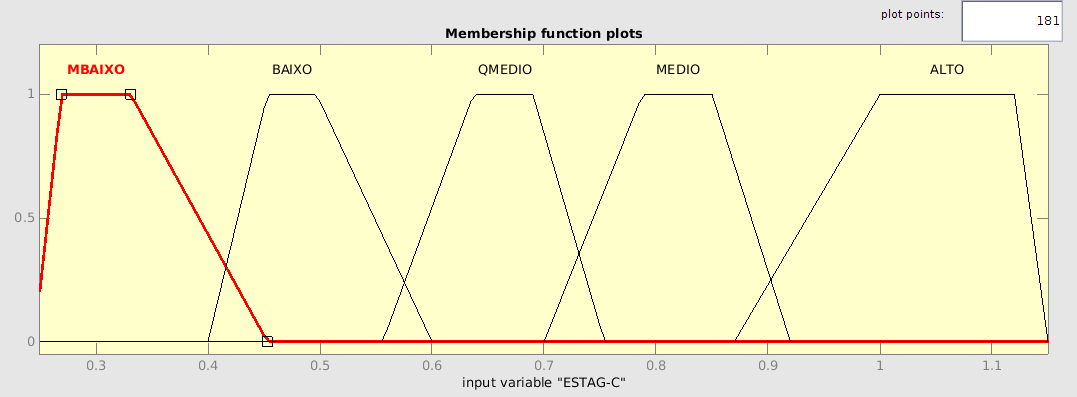 plot points: 181
Membership function plots
MBAIXO BAIXO QMEDIO MEDIO ALTO
1
0.5
0
0.3 0.4 0.5 0.6 0.7 0.8 0.9 1 1.1
input variable "ESTAG-C"